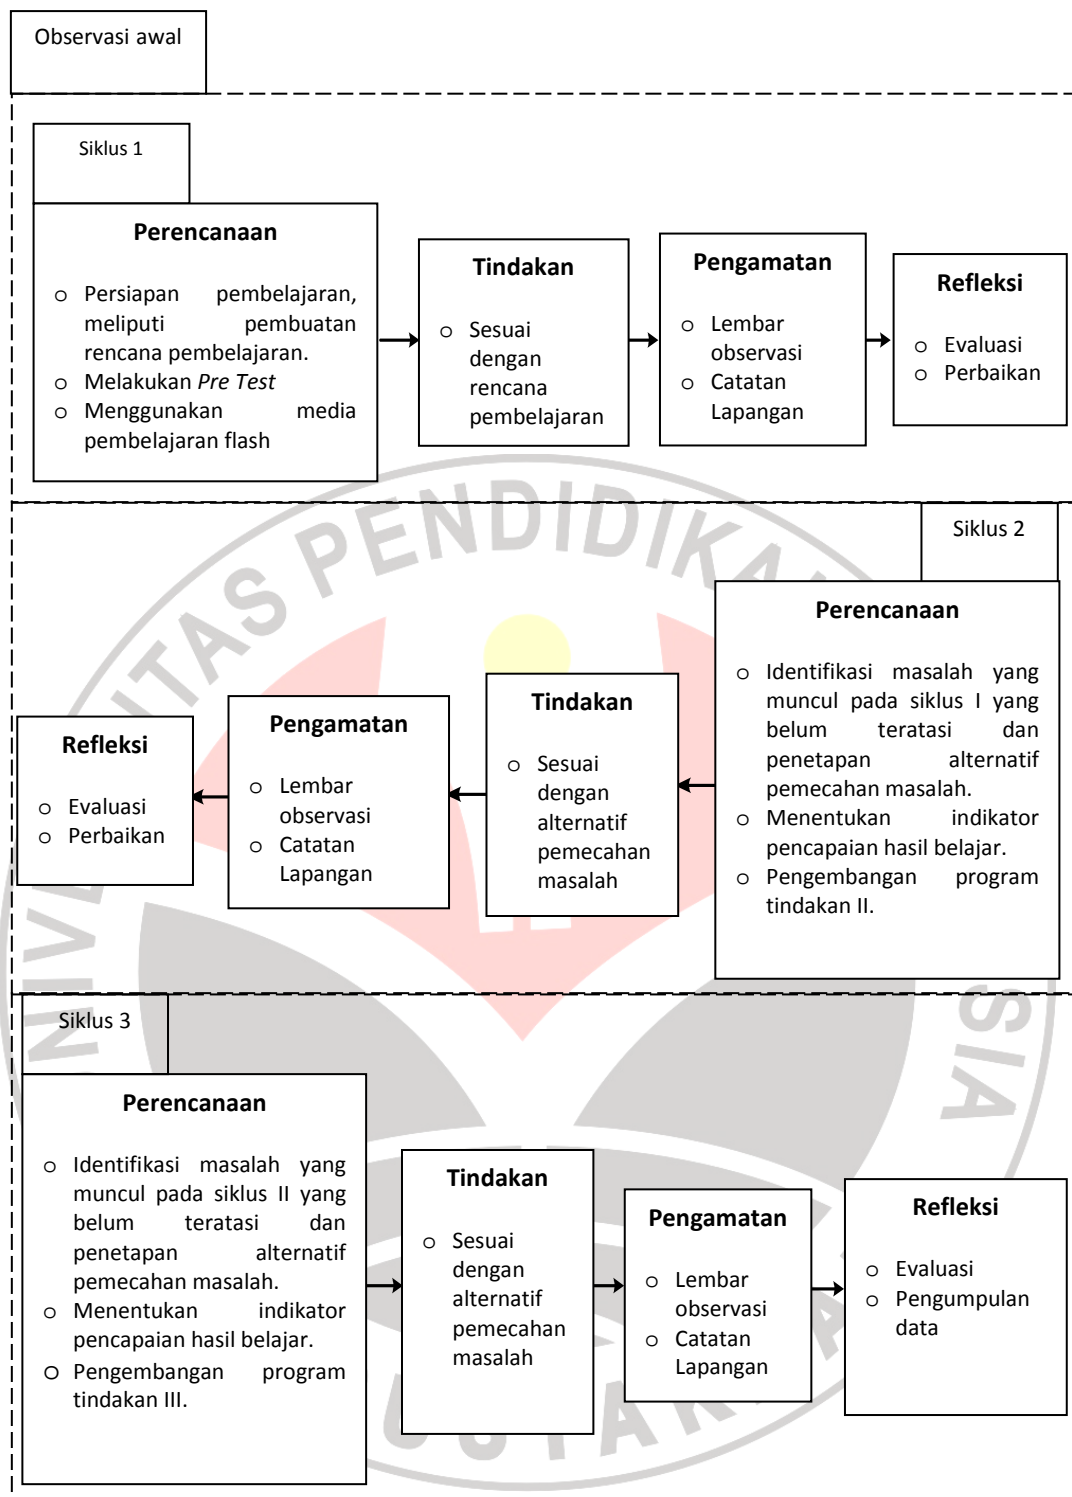 Observasi awal
Siklus 1
Perencanaan
o Persiapan pembelajaran,
meliputi pembuatan
rencana pembelajaran.
o Melakukan Pre Test
o Menggunakan media
pembelajaran flash
Tindakan
o Sesuai
dengan
rencana
pembelajaran
Pengamatan
o Lembar
observasi
o Catatan
Lapangan
Refleksi
o Evaluasi
o Perbaikan
Siklus 2
Perencanaan
o Identifikasi masalah yang
muncul pada siklus I yang
belum teratasi dan
penetapan alternatif
pemecahan masalah.
o Menentukan indikator
pencapaian hasil belajar.
o Pengembangan program
tindakan II.
Tindakan
o Sesuai
dengan
alternatif
pemecahan
masalah
Pengamatan
o Lembar
observasi
o Catatan
Lapangan
Refleksi
o Evaluasi
o Perbaikan
Siklus 3
Perencanaan
o Identifikasi masalah yang
muncul pada siklus II yang
belum teratasi dan
penetapan alternatif
pemecahan masalah.
o Menentukan indikator
pencapaian hasil belajar.
o Pengembangan program
tindakan III.
Tindakan
o Sesuai
dengan
alternatif
pemecahan
masalah
Pengamatan
o Lembar
observasi
o Catatan
Lapangan
Refleksi
o Evaluasi
o Pengumpulan
data